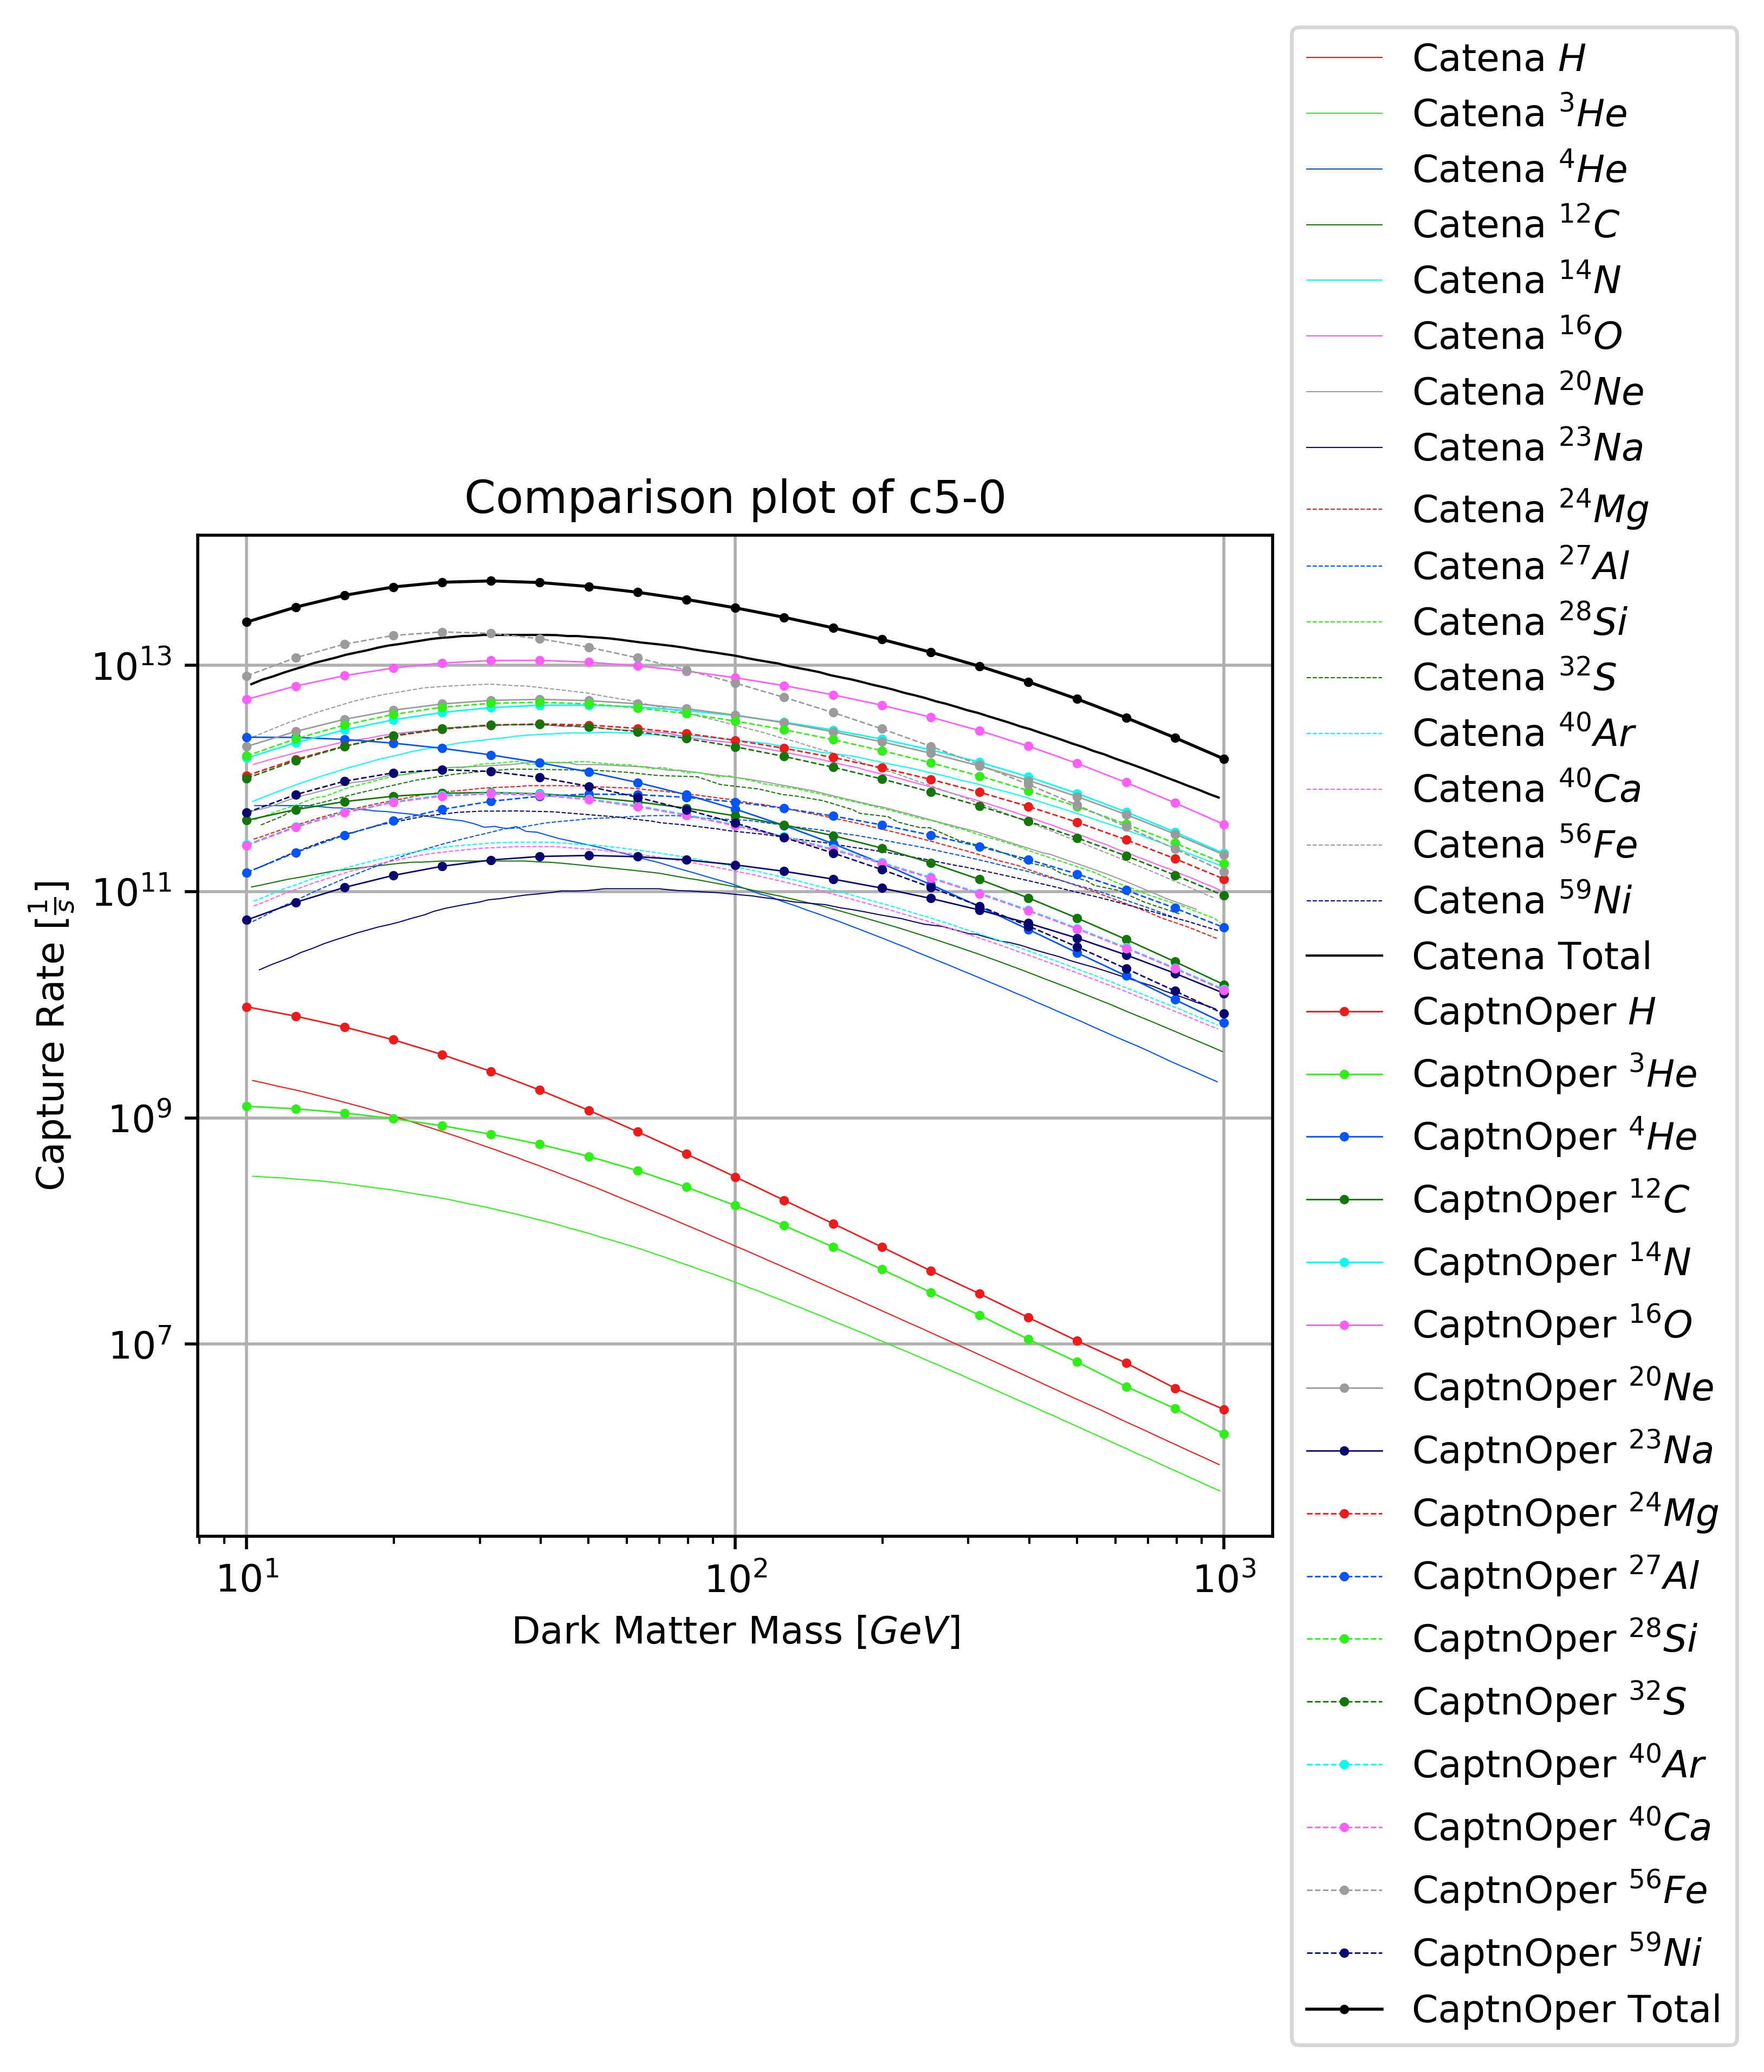 Comparison plot of c5-0
Capture Rate [1/s]
10^13
10^11
10^9
10^7
10^1 10^2 10^3
Dark Matter Mass [GeV]
Catena H
Catena ^3He
Catena ^4He
Catena ^12C
Catena ^14N
Catena ^16O
Catena ^20Ne
Catena ^23Na
Catena ^24Mg
Catena ^27Al
Catena ^28Si
Catena ^32S
Catena ^40Ar
Catena ^40Ca
Catena ^56Fe
Catena ^59Ni
Catena Total
CaptnOper H
CaptnOper ^3He
CaptnOper ^4He
CaptnOper ^12C
CaptnOper ^14N
CaptnOper ^16O
CaptnOper ^20Ne
CaptnOper ^23Na
CaptnOper ^24Mg
CaptnOper ^27Al
CaptnOper ^28Si
CaptnOper ^32S
CaptnOper ^40Ar
CaptnOper ^40Ca
CaptnOper ^56Fe
CaptnOper ^59Ni
CaptnOper Total